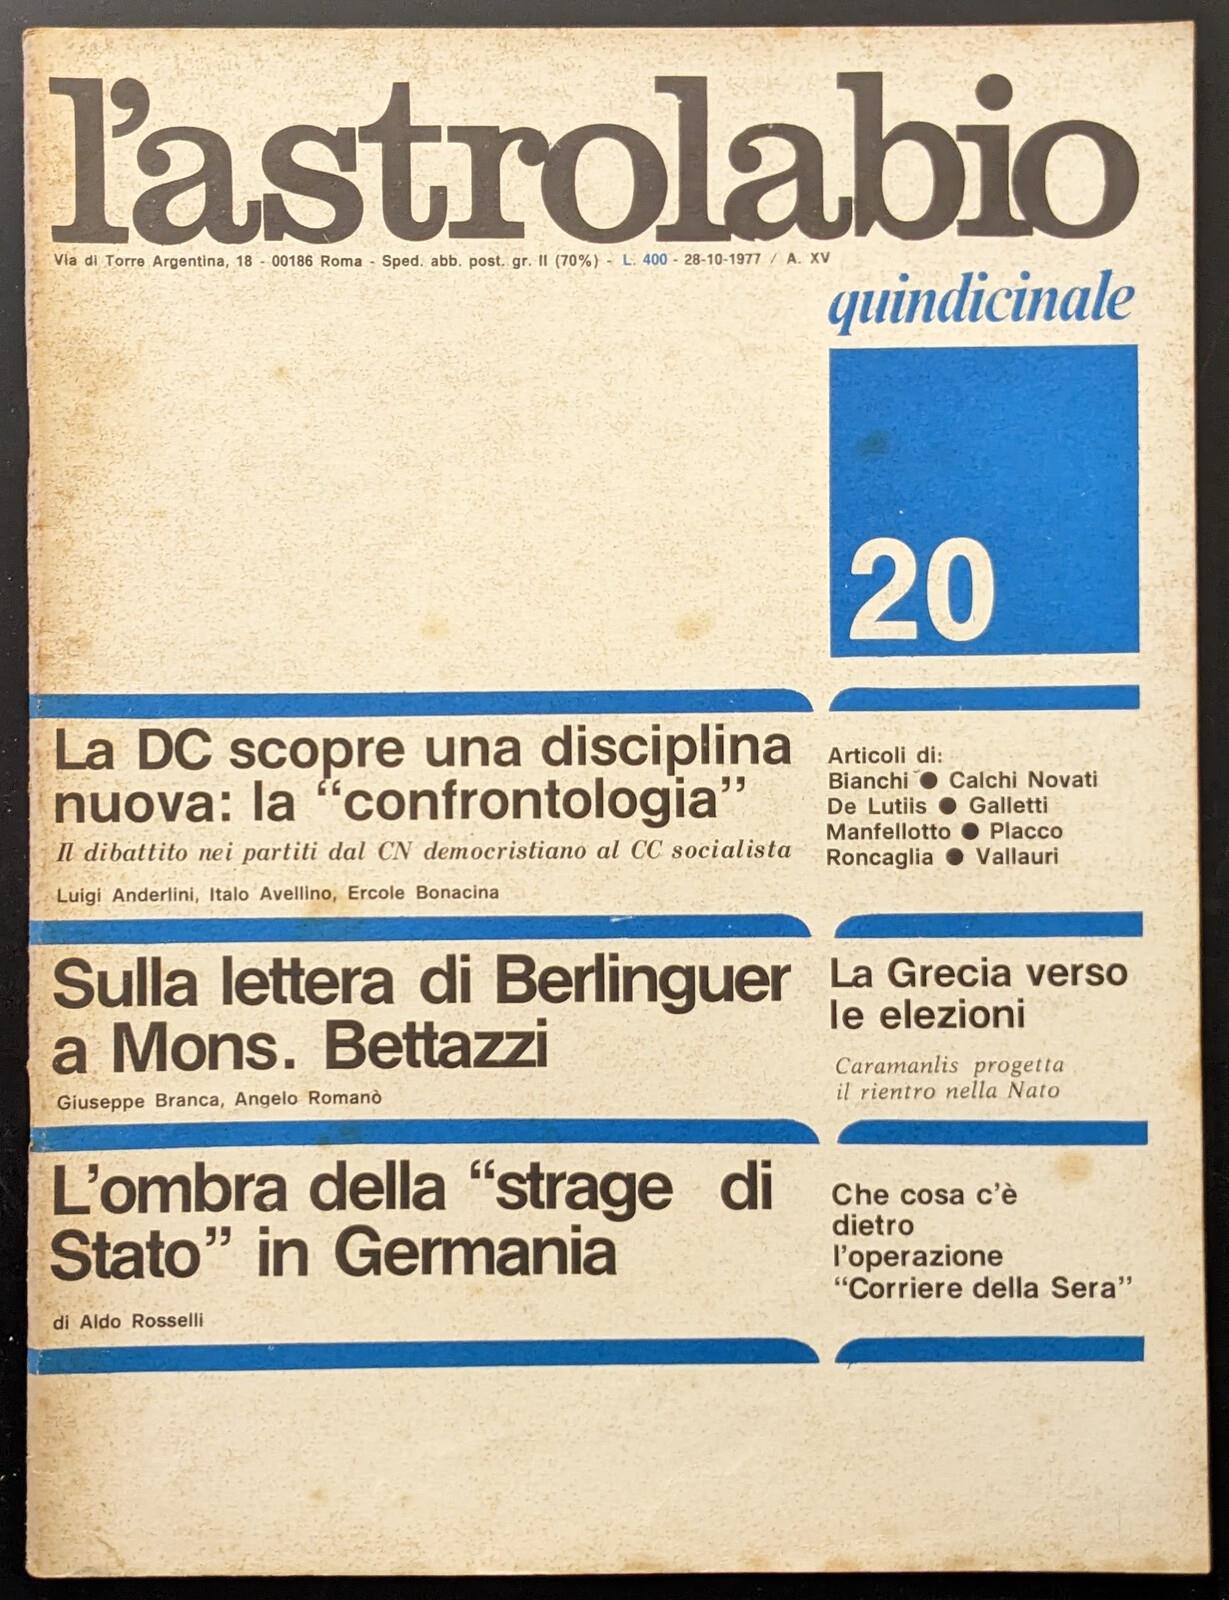 l'astrolabio
Via di Torre Argentina, 18 - 00186 Roma - Sped. abb. post. gr. II (70%) - L. 400 - 28-10-1977 / A. XV
quindicinale
20
La DC scopre una disciplina
nuova: la “confrontologia”
Il dibattito nei partiti dal CN democristiano al CC socialista
Luigi Anderlini, Italo Avellino, Ercole Bonacina
Articoli di:
Bianchi ● Calchi Novati
De Lutiis ● Galletti
Manfellotto ● Placco
Roncaglia ● Vallauri
Sulla lettera di Berlinguer
a Mons. Bettazzi
Giuseppe Branca, Angelo Romanò
La Grecia verso
le elezioni
Caramanlis progetta
il rientro nella Nato
L'ombra della “strage di
Stato” in Germania
di Aldo Rosselli
Che cosa c'è
dietro
l'operazione
“Corriere della Sera”